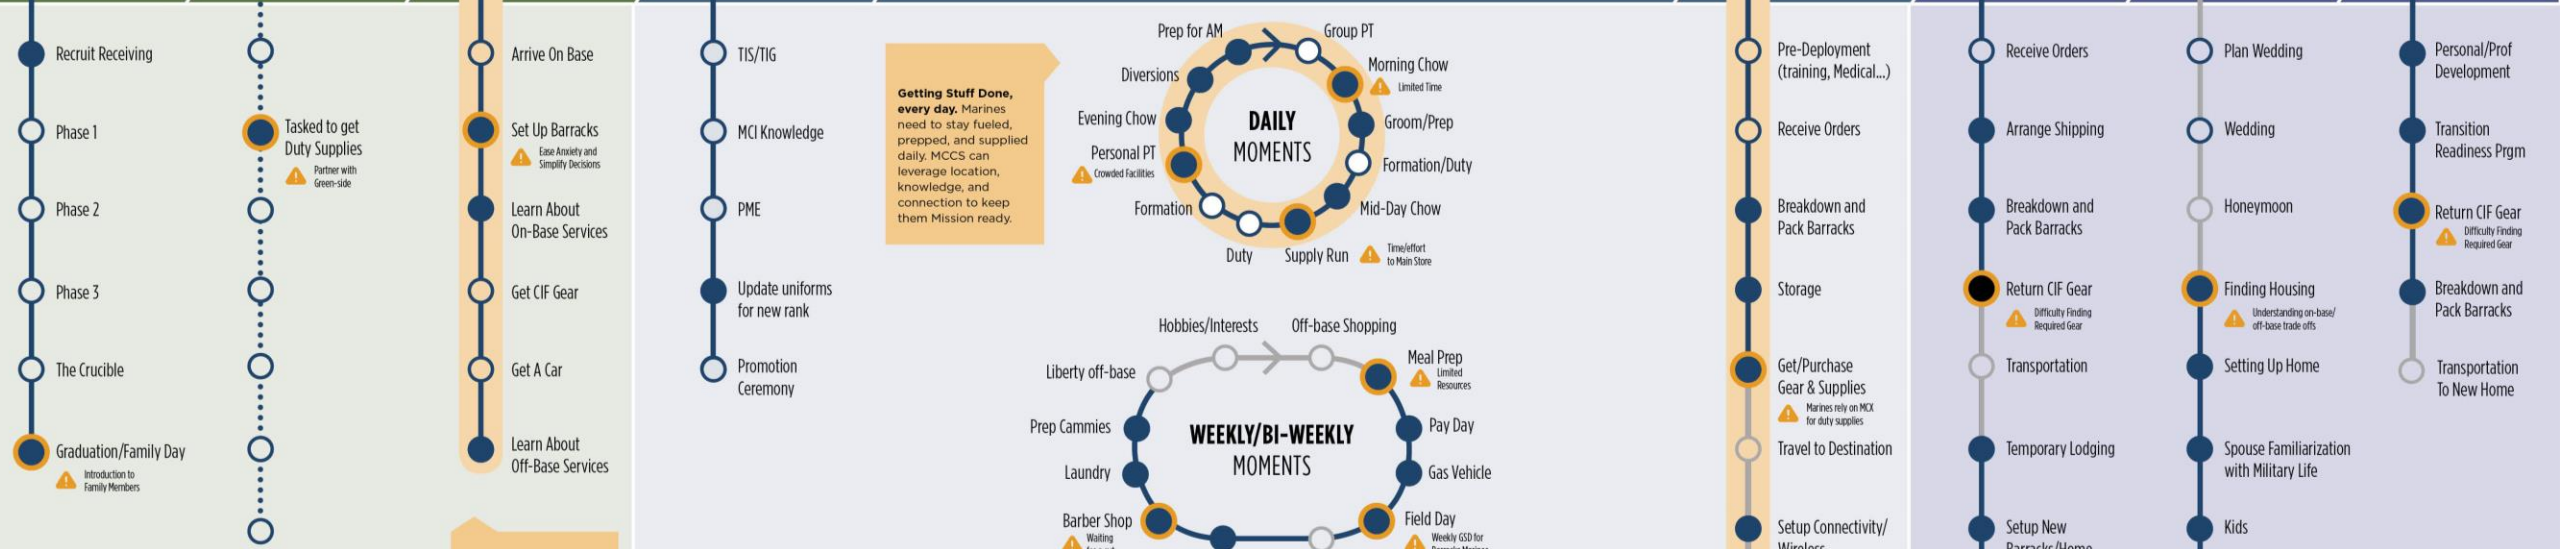 Recruit Receiving
Phase 1
Phase 2
Phase 3
The Crucible
Graduation/Family Day
Introduction to
Family Members
Tasked to get
Duty Supplies
Partner with
Green-side
Arrive On Base
Set Up Barracks
Ease Anxiety and
Simplify Decisions
Learn About
On-Base Services
Get CIF Gear
Get A Car
Learn About
Off-Base Services
TIS/TIG
MCI Knowledge
PME
Update uniforms
for new rank
Promotion
Ceremony
Getting Stuff Done,
every day. Marines
need to stay fueled,
prepped, and supplied
daily. MCCS can
leverage location,
knowledge, and
connection to keep
them Mission ready.
DAILY
MOMENTS
Prep for AM
Group PT
Morning Chow
Limited Time
Groom/Prep
Formation/Duty
Mid-Day Chow
Supply Run
Time/effort
to Main Store
Duty
Formation
Personal PT
Crowded Facilities
Evening Chow
Diversions
WEEKLY/BI-WEEKLY
MOMENTS
Hobbies/Interests
Off-base Shopping
Meal Prep
Limited
Resources
Pay Day
Gas Vehicle
Field Day
Weekly GSD for
Barber Shop
Waiting
Laundry
Prep Cammies
Liberty off-base
Pre-Deployment
(training, Medical...)
Receive Orders
Breakdown and
Pack Barracks
Storage
Get/Purchase
Gear & Supplies
Marines rely on MCX
for duty supplies
Travel to Destination
Setup Connectivity/
Wireless
Receive Orders
Arrange Shipping
Breakdown and
Pack Barracks
Return CIF Gear
Difficulty Finding
Required Gear
Transportation
Temporary Lodging
Setup New
Barracks/Home
Plan Wedding
Wedding
Honeymoon
Finding Housing
Understanding on-base/
off-base trade offs
Setting Up Home
Spouse Familiarization
with Military Life
Kids
Personal/Prof
Development
Transition
Readiness Prgm
Return CIF Gear
Difficulty Finding
Required Gear
Breakdown and
Pack Barracks
Transportation
To New Home